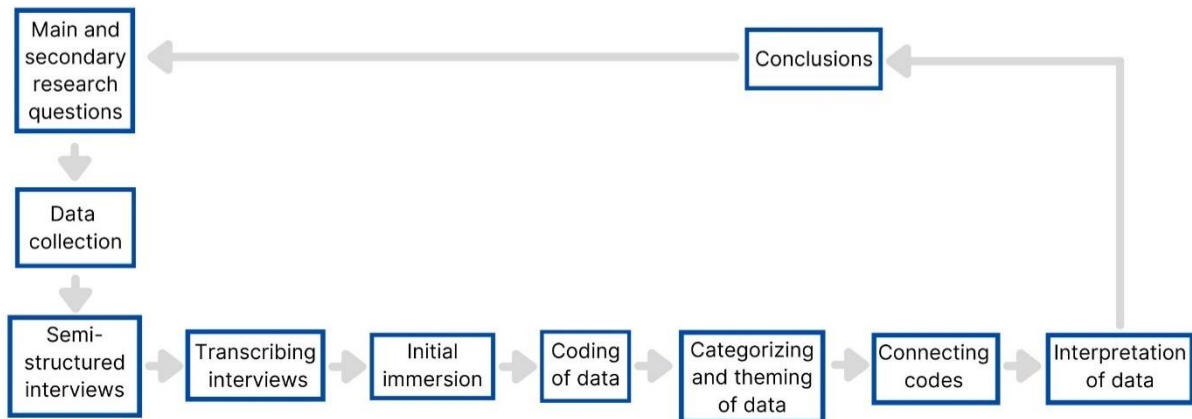 Main and
secondary
research
questions
Conclusions
Data
collection
Semi-
structured
interviews
Transcribing
interviews
Initial
immersion
Coding
of data
Categorizing
and theming
of data
Connecting
codes
Interpretation
of data